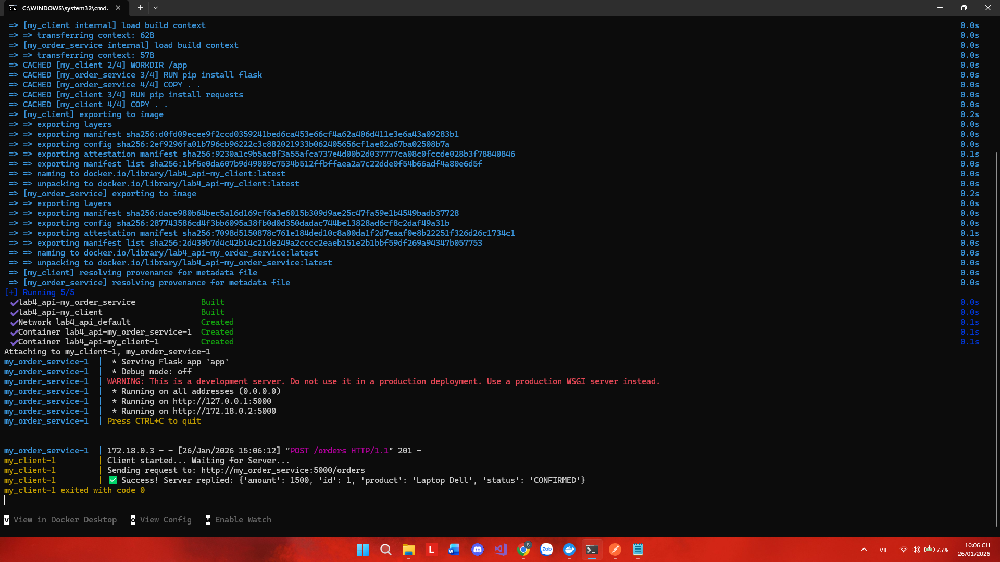 C:\WINDOWS\system32\cmd.
=> [my_client internal] load build context 0.0s
=> => transferring context: 62B 0.0s
=> [my_order_service internal] load build context 0.0s
=> => transferring context: 57B 0.0s
=> CACHED [my_client 2/4] WORKDIR /app 0.0s
=> CACHED [my_order_service 3/4] RUN pip install flask 0.0s
=> CACHED [my_order_service 4/4] COPY . . 0.0s
=> CACHED [my_client 3/4] RUN pip install requests 0.0s
=> CACHED [my_client 4/4] COPY . . 0.0s
=> [my_client] exporting to image 0.2s
=> => exporting layers 0.0s
=> => exporting manifest sha256:d0fd09ecee9f2ccd0359241bed6ca453e66cf4a62a406d411e3e6a43a09283b1 0.0s
=> => exporting config sha256:2ef9296fa01b796cb96222c3c882021933b062405656cf1ae82a67ba02508b7a 0.0s
=> => exporting attestation manifest sha256:9230a1c9b5ac8f3a55afca737e4d00b2d037777ca08c0fccde028b3f78840846 0.1s
=> => exporting manifest list sha256:1bf5e0da607b9d49089c7534b512ffbffaea2a7c22dde0f54b66adf4a80e6d5f 0.0s
=> => naming to docker.io/library/lab4_api-my_client:latest 0.0s
=> => unpacking to docker.io/library/lab4_api-my_client:latest 0.0s
=> [my_order_service] exporting to image 0.2s
=> => exporting layers 0.0s
=> => exporting manifest sha256:dace980b64bec5a16d169cf6a3e6015b309d9ae25c47fa59e1b4549badb37728 0.0s
=> => exporting config sha256:287743586cd4f3bb6095a38fb0d0d350dadac744be13828ad6cf8c2daf49a31b 0.0s
=> => exporting attestation manifest sha256:7098d5150878c761e184ded10c8a00da1f2d7eaaf0e8b22251f326d26c1734c1 0.1s
=> => exporting manifest list sha256:2d439b7d4c42b14c21de249a2cccc2eaeb151e2b1bbf59df269a94347b057753 0.0s
=> => naming to docker.io/library/lab4_api-my_order_service:latest 0.0s
=> => unpacking to docker.io/library/lab4_api-my_order_service:latest 0.0s
=> [my_client] resolving provenance for metadata file 0.0s
=> [my_order_service] resolving provenance for metadata file 0.0s
[+] Running 5/5
✔lab4_api-my_order_service Built 0.0s
✔lab4_api-my_client Built 0.0s
✔Network lab4_api_default Created 0.1s
✔Container lab4_api-my_order_service-1 Created 0.1s
✔Container lab4_api-my_client-1 Created 0.1s
Attaching to my_client-1, my_order_service-1
my_order_service-1 | * Serving Flask app 'app'
my_order_service-1 | * Debug mode: off
my_order_service-1 | WARNING: This is a development server. Do not use it in a production deployment. Use a production WSGI server instead.
my_order_service-1 | * Running on all addresses (0.0.0.0)
my_order_service-1 | * Running on http://127.0.0.1:5000
my_order_service-1 | * Running on http://172.18.0.2:5000
my_order_service-1 | Press CTRL+C to quit
my_order_service-1 | 172.18.0.3 - - [26/Jan/2026 15:06:12] "POST /orders HTTP/1.1" 201 -
my_client-1 | Client started... Waiting for Server...
my_client-1 | Sending request to: http://my_order_service:5000/orders
my_client-1 | ✅ Success! Server replied: {'amount': 1500, 'id': 1, 'product': 'Laptop Dell', 'status': 'CONFIRMED'}
my_client-1 exited with code 0
v View in Docker Desktop o View Config w Enable Watch
L W Zalo S VIE 75% 10:06 CH
26/01/2026